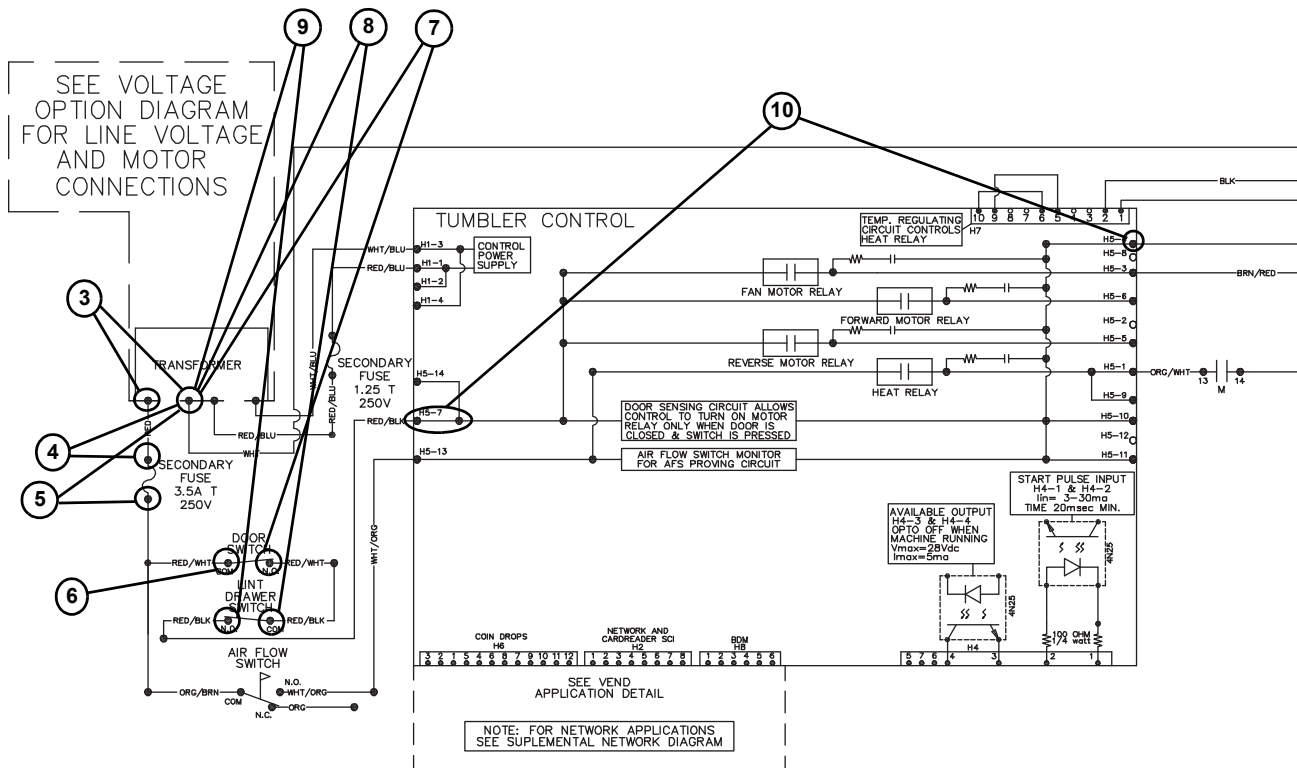 9
8
7
SEE VOLTAGE
OPTION DIAGRAM
FOR LINE VOLTAGE
AND MOTOR
CONNECTIONS
10
BLK
TUMBLER CONTROL
TEMP. REGULATING
CIRCUIT CONTROLS
HEAT RELAY
10 9 8 7 6 5 4 3 2 1
H7
WHT/BLU
H1-3
CONTROL
POWER
SUPPLY
RED/BLU
H1-1
H1-2
H1-4
H5-8
H5-3
BRN/RED
FAN MOTOR RELAY
H5-6
FORWARD MOTOR RELAY
H5-2
H5-5
REVERSE MOTOR RELAY
3
TRANSFORMER
WHT/BLU
RED/BLU
SECONDARY
FUSE
1.25 T
250V
H5-14
HEAT RELAY
H5-1
ORG/WHT
13
14
M
H5-9
RED
RED/BLU
RED/BLK
H5-7
DOOR SENSING CIRCUIT ALLOWS
CONTROL TO TURN ON MOTOR
RELAY ONLY WHEN DOOR IS
CLOSED & SWITCH IS PRESSED
H5-10
4
WHT
H5-12
H5-13
AIR FLOW SWITCH MONITOR
FOR AFS PROVING CIRCUIT
H5-11
5
SECONDARY
FUSE
3.5A T
250V
START PULSE INPUT
H4-1 & H4-2
Iin= 3-30ma
TIME 20msec MIN.
AVAILABLE OUTPUT
H4-3 & H4-4
OPTO OFF WHEN
MACHINE RUNNING
Vmax=28Vdc
Imax=5ma
4N25
4N25
WHT/ORG
DOOR
SWITCH
RED/WHT
COM
N.O.
RED/WHT
6
LINT
DRAWER
SWITCH
RED/BLK
N.O.
COM
RED/BLK
100 OHM
1/4 watt
AIR FLOW
SWITCH
COIN DROPS
H6
3 2 1 5 4 6 8 7 9 10 11 12
NETWORK AND
CARDREADER SCI
H2
1 2 3 4 5 6 7 8
BDM
H8
1 2 3 4 5 6
H4
5 7 6 4 3 2 1
N.O.
ORG/BRN
COM
WHT/ORG
N.C.
ORG
SEE VEND
APPLICATION DETAIL
NOTE: FOR NETWORK APPLICATIONS
SEE SUPLEMENTAL NETWORK DIAGRAM